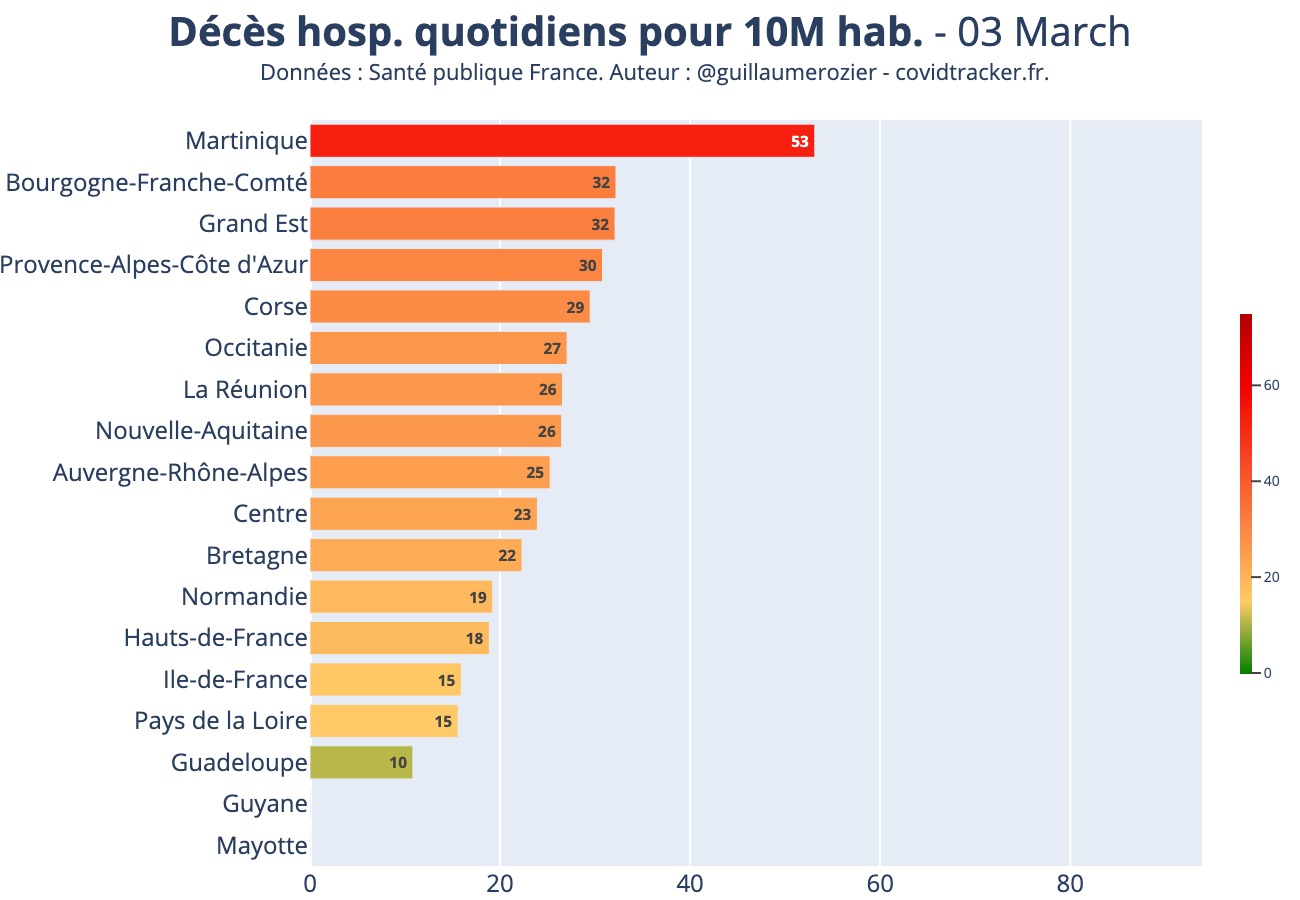 Décès hosp. quotidiens pour 10M hab. - 03 March
Données : Santé publique France. Auteur : @guillaumerozier - covidtracker.fr.
Martinique 53
Bourgogne-Franche-Comté 32
Grand Est 32
Provence-Alpes-Côte d'Azur 30
Corse 29
Occitanie 27
La Réunion 26
Nouvelle-Aquitaine 26
Auvergne-Rhône-Alpes 25
Centre 23
Bretagne 22
Normandie 19
Hauts-de-France 18
Ile-de-France 15
Pays de la Loire 15
Guadeloupe 10
Guyane
Mayotte
0 20 40 60 80
60
40
20
0